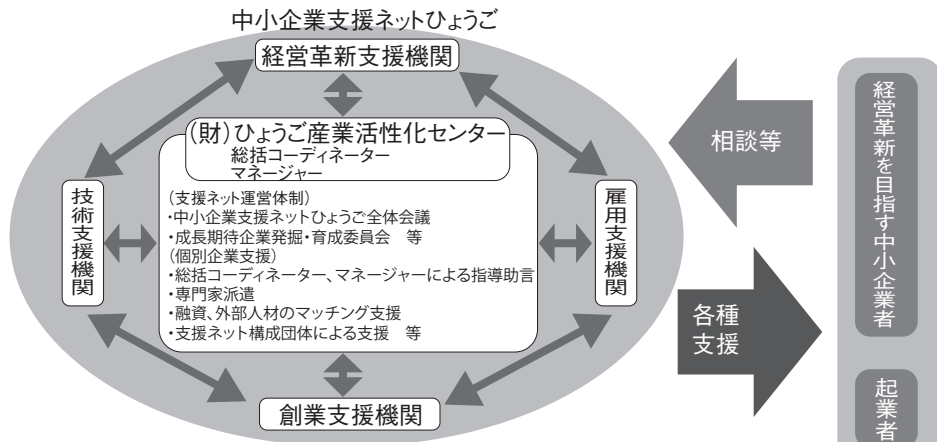 中小企業支援ネットひょうご
経営革新支援機関
(財)ひょうご産業活性化センター
総括コーディネーター
マネージャー
(支援ネット運営体制)
・中小企業支援ネットひょうご全体会議
・成長期待企業発掘・育成委員会　等
(個別企業支援)
・総括コーディネーター、マネージャーによる指導助言
・専門家派遣
・融資、外部人材のマッチング支援
・支援ネット構成団体による支援　等
技術支援機関
雇用支援機関
創業支援機関
相談等
各種
支援
経営革新を目指す中小企業者
起業者